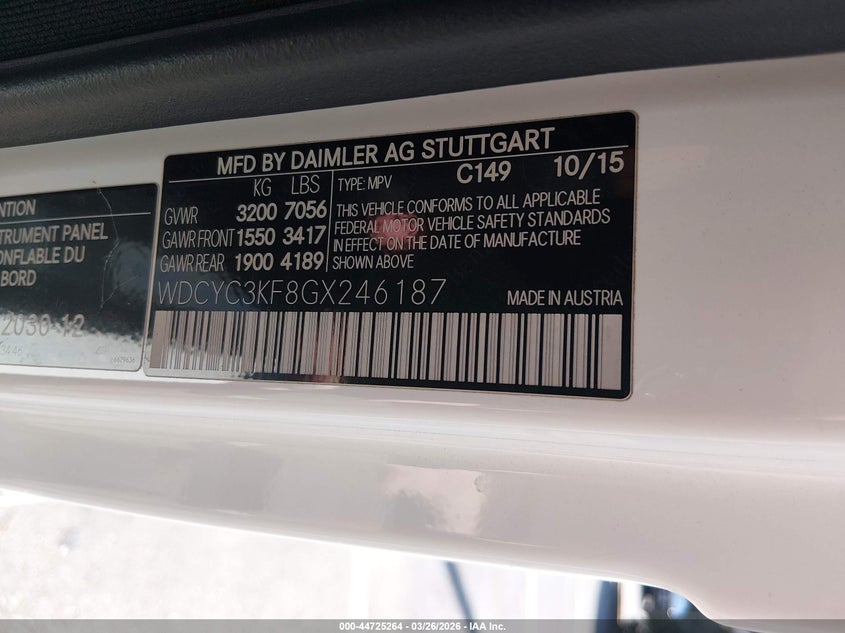 NTION
STRUMENT PANEL
ONFLABLE DU
BORD
2030-12
3446
MFD BY DAIMLER AG STUTTGART
KG LBS
TYPE: MPV C149 10/15
GVWR 3200 7056
GAWR FRONT 1550 3417
GAWR REAR 1900 4189
THIS VEHICLE CONFORMS TO ALL APPLICABLE
FEDERAL MOTOR VEHICLE SAFETY STANDARDS
IN EFFECT ON THE DATE OF MANUFACTURE
SHOWN ABOVE
WDCYC3KF8GX246187
MADE IN AUSTRIA
000-44725264 | 03/26/2026 - IAA Inc.